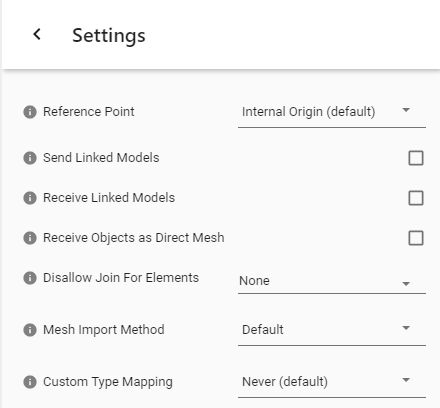 Settings
Reference Point Internal Origin (default)
Send Linked Models
Receive Linked Models
Receive Objects as Direct Mesh
Disallow Join For Elements None
Mesh Import Method Default
Custom Type Mapping Never (default)